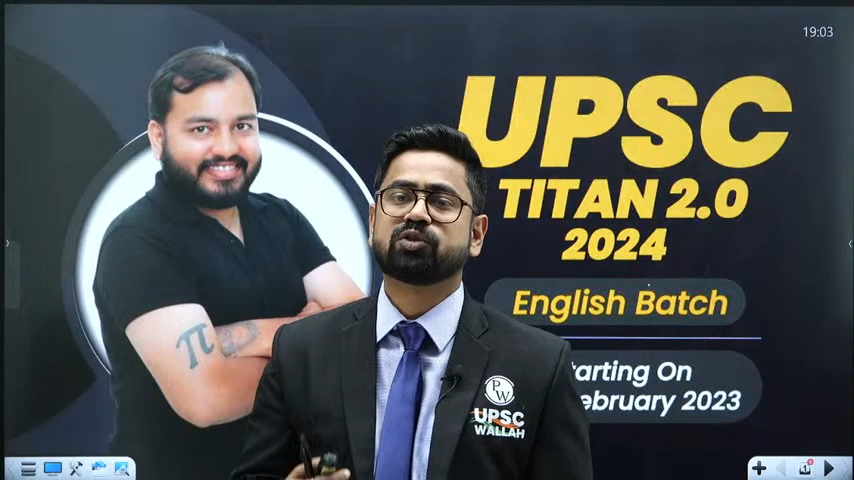 19:03
UPSC
TITAN 2.0
2024
English Batch
arting On
ebruary 2023
π
PW
UPSC
WALLAH